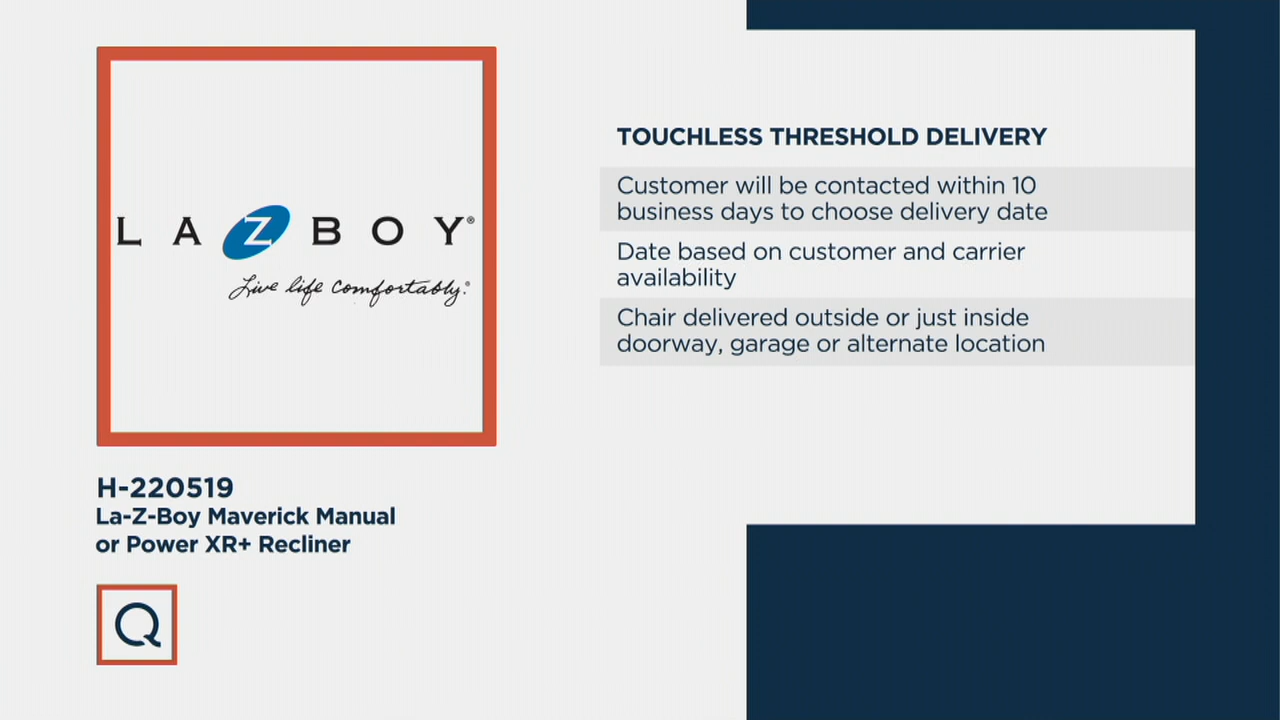 LA Z BOY®
Live life comfortably.®
H-220519
La-Z-Boy Maverick Manual
or Power XR+ Recliner
Q
TOUCHLESS THRESHOLD DELIVERY
Customer will be contacted within 10
business days to choose delivery date
Date based on customer and carrier
availability
Chair delivered outside or just inside
doorway, garage or alternate location